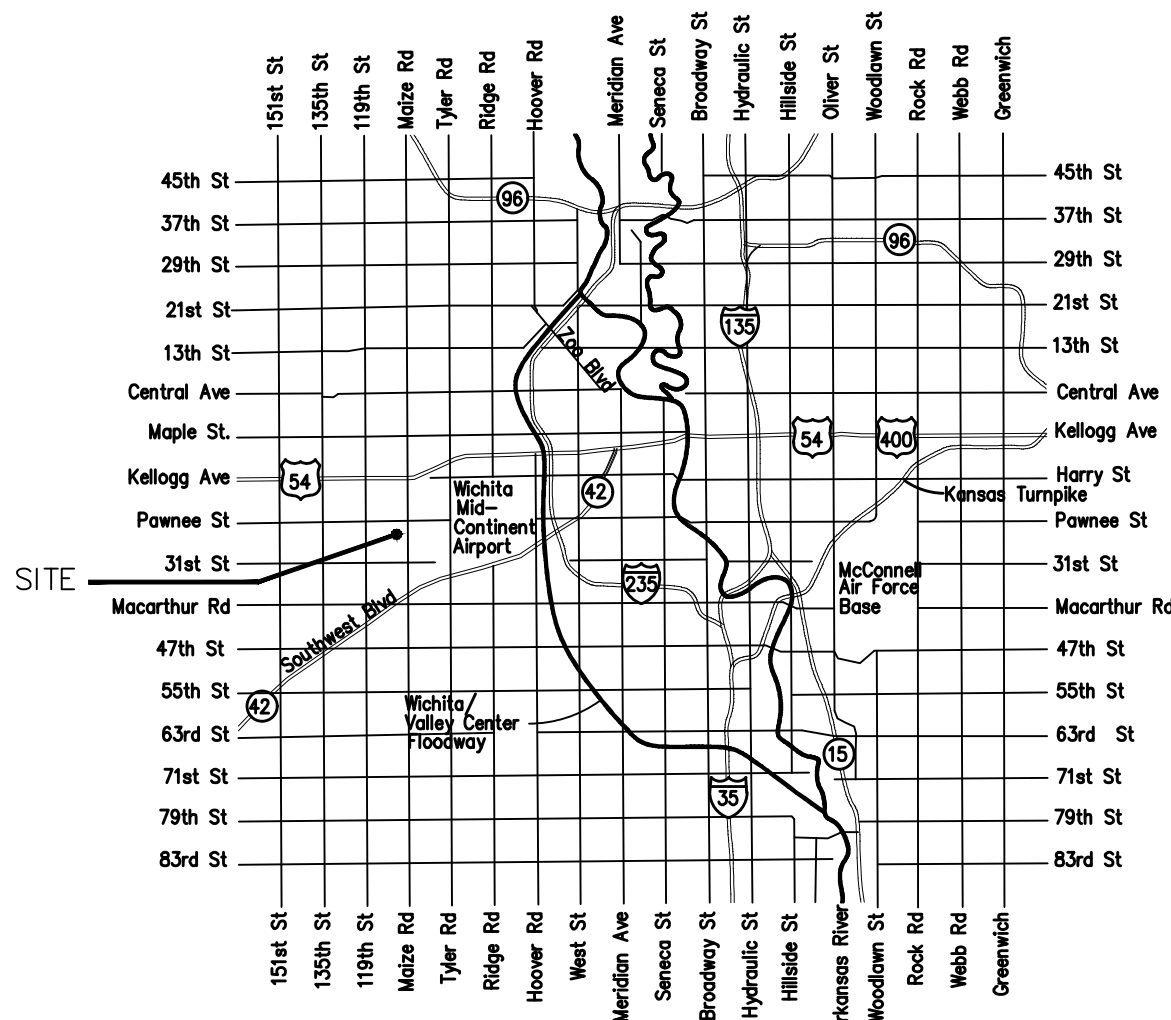 151st St
135th St
119th St
Maize Rd
Tyler Rd
Ridge Rd
Hoover Rd
Meridian Ave
Seneca St
Broadway St
Hydraulic St
Hillside St
Oliver St
Woodlawn St
Rock Rd
Webb Rd
Greenwich
45th St
37th St
29th St
21st St
13th St
Central Ave
Maple St.
Kellogg Ave
Pawnee St
31st St
Macarthur Rd
47th St
55th St
63rd St
71st St
79th St
83rd St
SITE
96
96
135
Zoo Blvd
54
400
54
42
Wichita
Mid-
Continent
Airport
Kansas Turnpike
235
McConnell
Air Force
Base
Southwest Blvd
42
Wichita/
Valley Center
Floodway
15
35
45th St
37th St
29th St
21st St
13th St
Central Ave
Kellogg Ave
Harry St
Pawnee St
31st St
Macarthur Rd
47th St
55th St
63rd St
71st St
79th St
83rd St
151st St
135th St
119th St
Maize Rd
Tyler Rd
Ridge Rd
Hoover Rd
West St
Meridian Ave
Seneca St
Broadway St
Hydraulic St
Hillside St
rkansas River
Woodlawn St
Rock Rd
Webb Rd
Greenwich